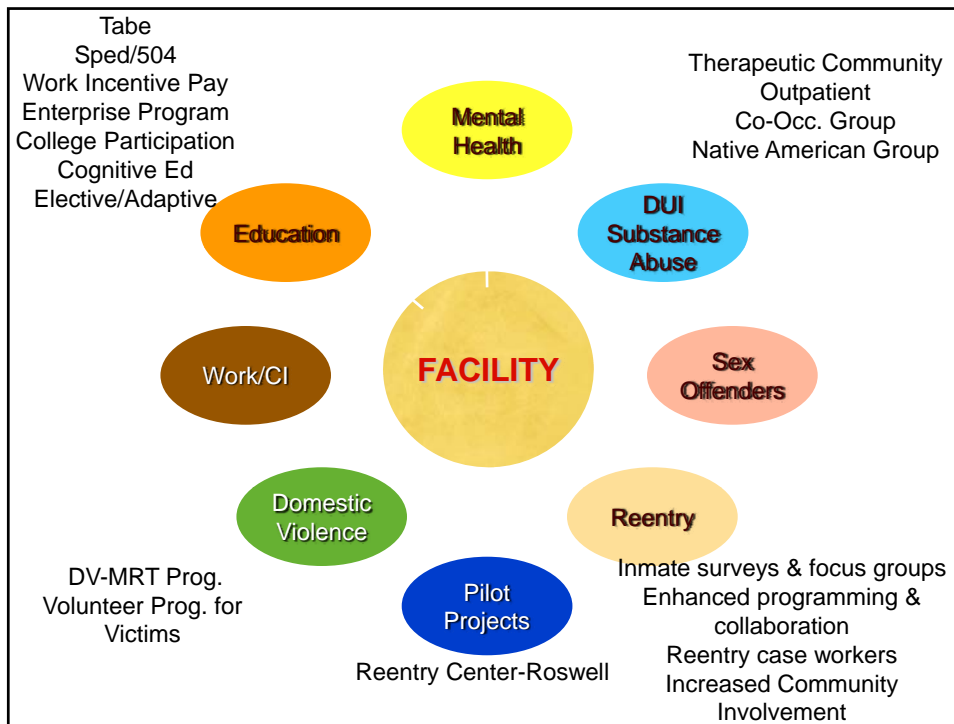 Tabe
Sped/504
Work Incentive Pay
Enterprise Program
College Participation
Cognitive Ed
Elective/Adaptive
Therapeutic Community
Outpatient
Co-Occ. Group
Native American Group
Mental
Health
Education
DUI
Substance
Abuse
Work/CI
FACILITY
Sex
Offenders
Domestic
Violence
Reentry
DV-MRT Prog.
Volunteer Prog. for
Victims
Pilot
Projects
Reentry Center-Roswell
Inmate surveys & focus groups
Enhanced programming &
collaboration
Reentry case workers
Increased Community
Involvement